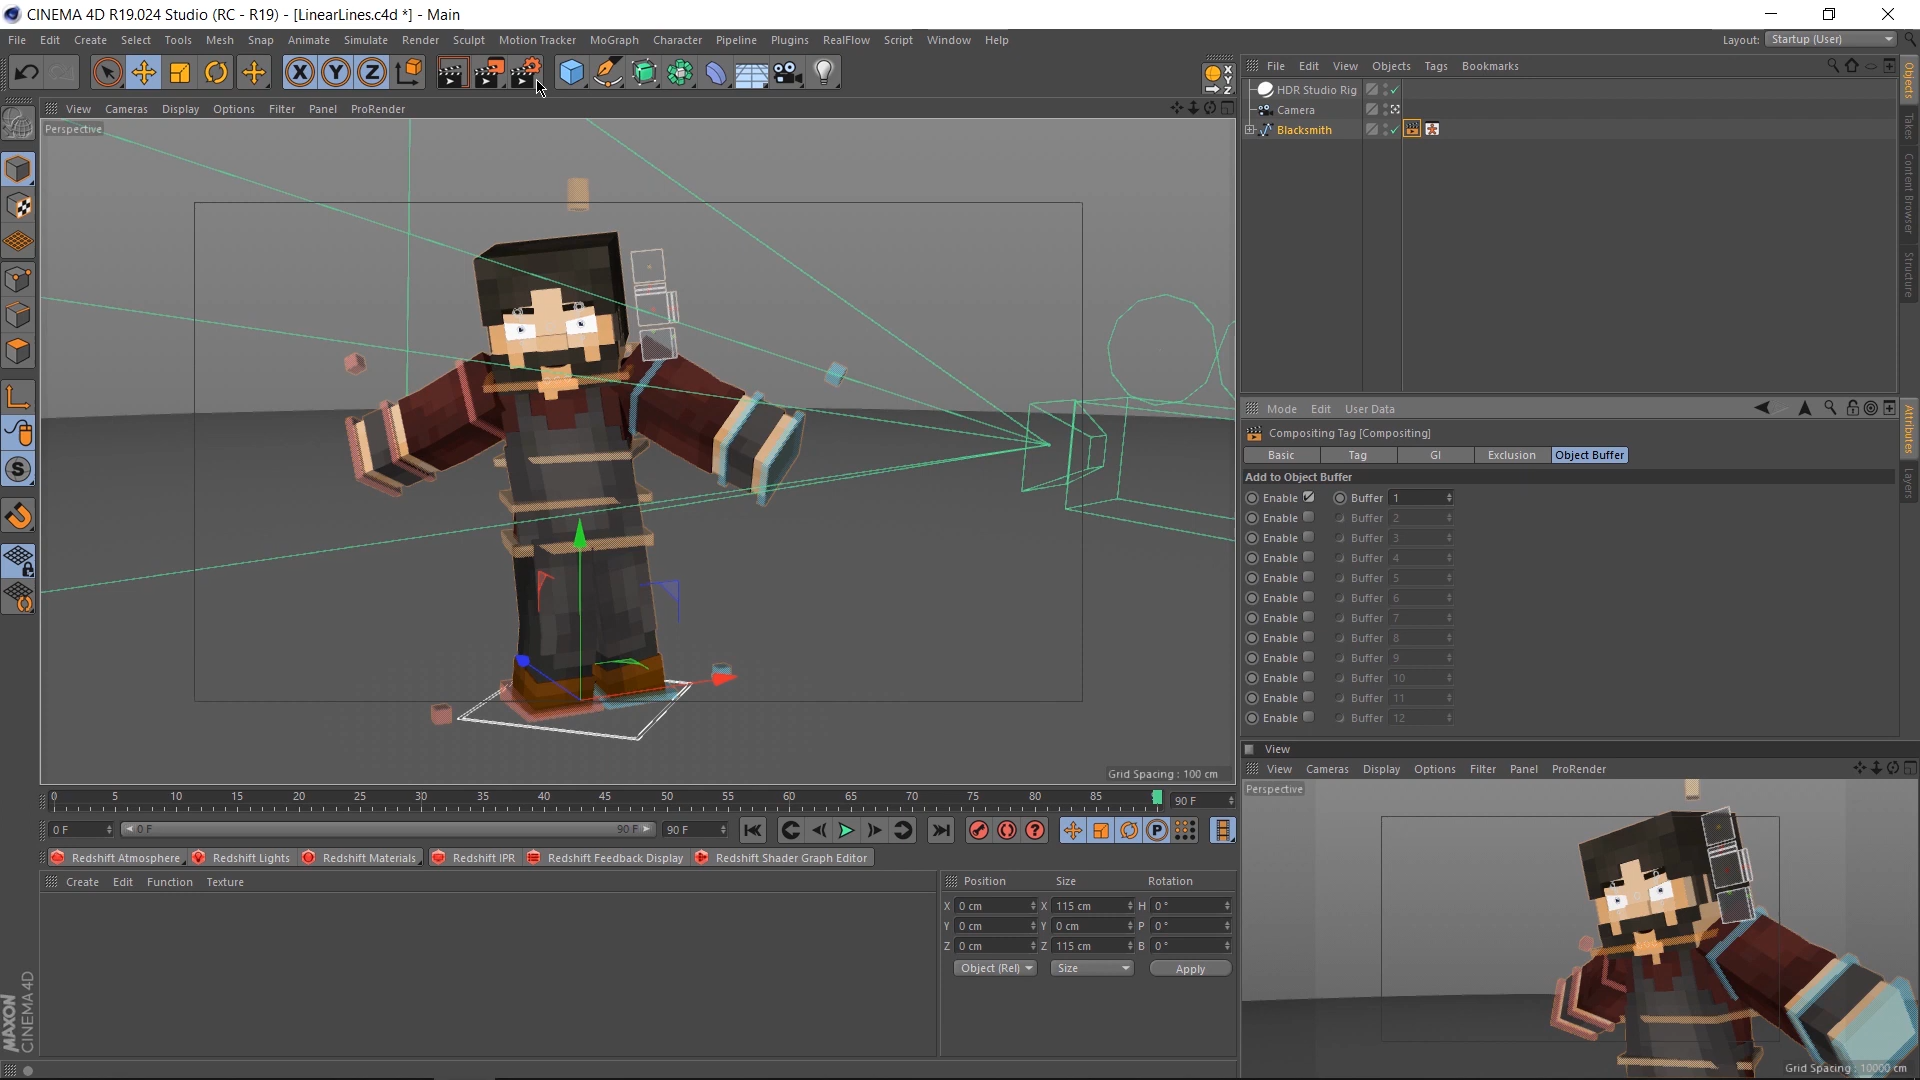 CINEMA 4D R19.024 Studio (RC - R19) - [LinearLines.c4d *] - Main
File Edit Create Select Tools Mesh Snap Animate Simulate Render Sculpt Motion Tracker MoGraph Character Pipeline Plugins RealFlow Script Window Help
Layout: Startup (User)
X Y Z
View Cameras Display Options Filter Panel ProRender
Perspective
Grid Spacing : 100 cm
File Edit View Objects Tags Bookmarks
HDR Studio Rig
Camera
Blacksmith
Objects
Takes
Content Browser
Structure
Mode Edit User Data
Compositing Tag [Compositing]
Basic Tag GI Exclusion Object Buffer
Add to Object Buffer
Enable Buffer 1
Enable Buffer 2
Enable Buffer 3
Enable Buffer 4
Enable Buffer 5
Enable Buffer 6
Enable Buffer 7
Enable Buffer 8
Enable Buffer 9
Enable Buffer 10
Enable Buffer 11
Enable Buffer 12
Attributes
Layers
View
View Cameras Display Options Filter Panel ProRender
Perspective
Grid Spacing : 10000 cm
0 5 10 15 20 25 30 35 40 45 50 55 60 65 70 75 80 85 90 F
0 F 0 F 90 F 90 F
Redshift Atmosphere Redshift Lights Redshift Materials Redshift IPR Redshift Feedback Display Redshift Shader Graph Editor
Create Edit Function Texture
Position Size Rotation
X 0 cm X 115 cm H 0 °
Y 0 cm Y 0 cm P 0 °
Z 0 cm Z 115 cm B 0 °
Object (Rel) Size Apply
MAXON
CINEMA 4D